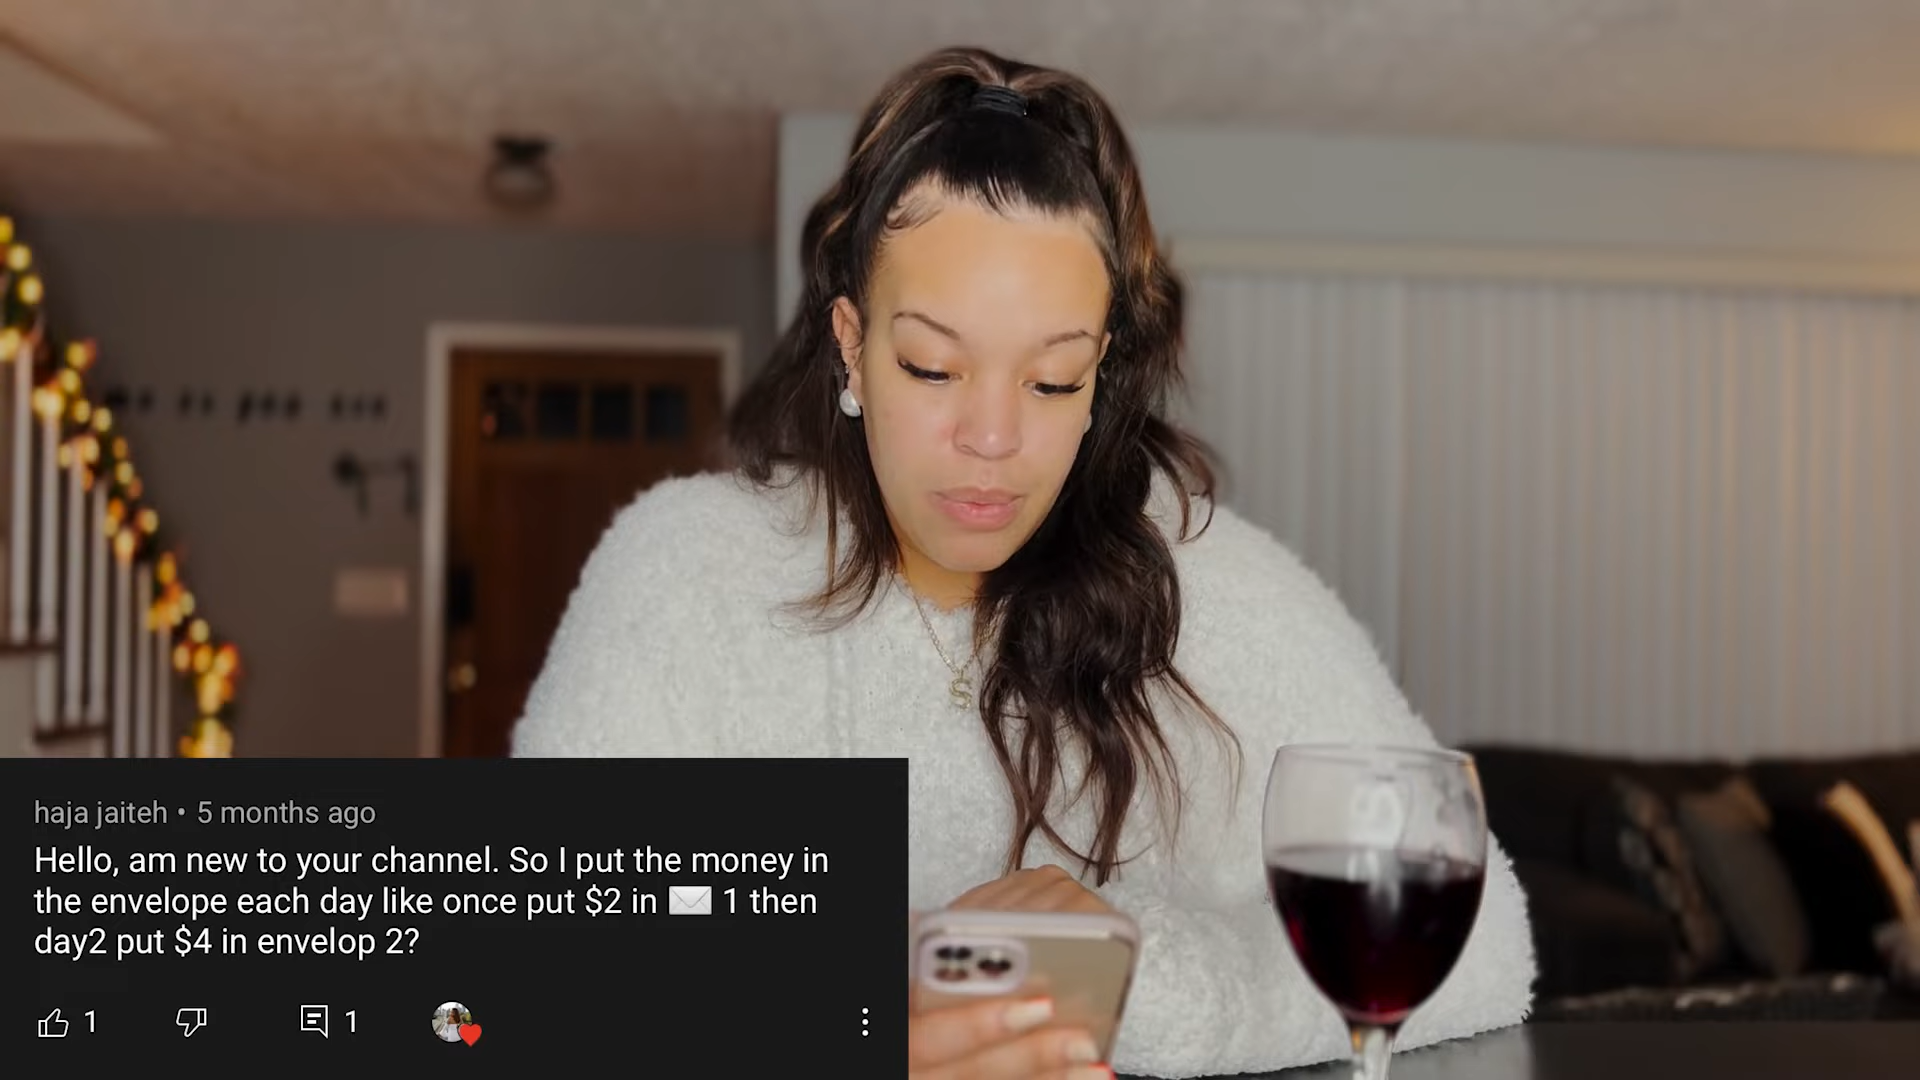 haja jaiteh • 5 months ago
Hello, am new to your channel. So I put the money in
the envelope each day like once put $2 in ✉️ 1 then
day2 put $4 in envelop 2?
1
1
S